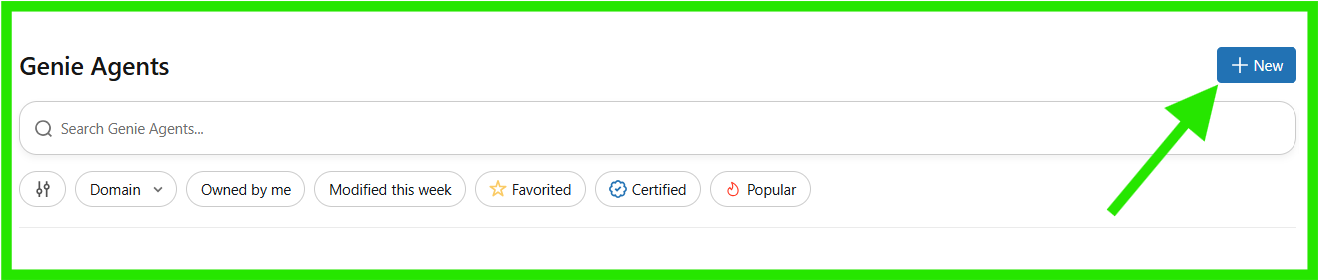 Genie Agents
New
Search Genie Agents...
Domain Owned by me Modified this week Favorited Certified Popular